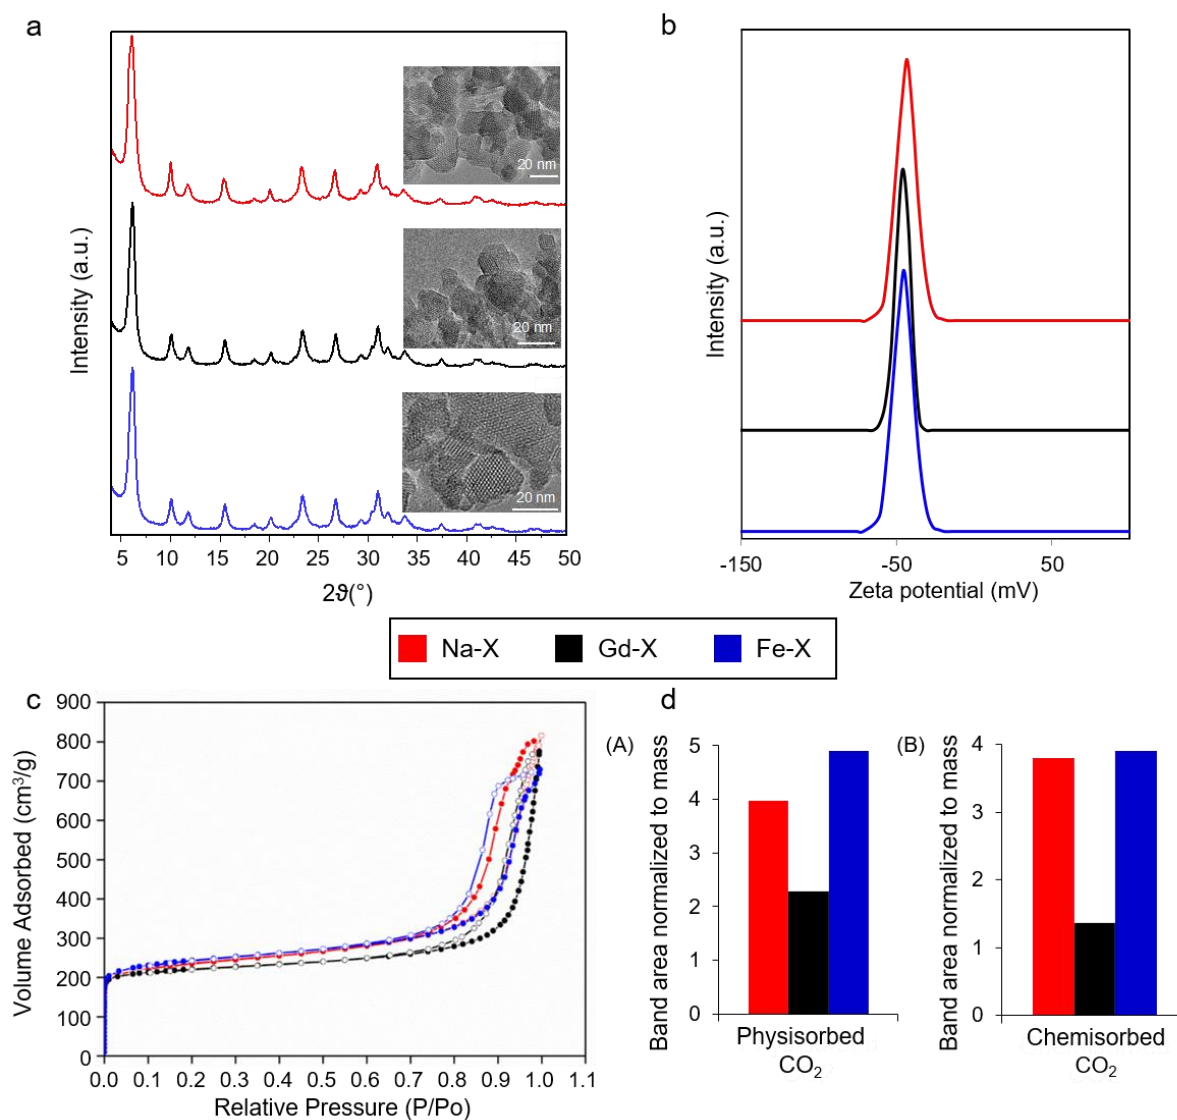 a
Intensity (a.u.)
20 nm
20 nm
20 nm
5 10 15 20 25 30 35 40 45 50
2ϑ(°)
b
Intensity (a.u.)
-150 -50 50
Zeta potential (mV)
Na-X Gd-X Fe-X
c
Volume Adsorbed (cm³/g)
900
800
700
600
500
400
300
200
100
0
0.0 0.1 0.2 0.3 0.4 0.5 0.6 0.7 0.8 0.9 1.0 1.1
Relative Pressure (P/Po)
d
(A)
Band area normalized to mass
5
4
3
2
1
0
Physisorbed
CO₂
(B)
Band area normalized to mass
4
3
2
1
0
Chemisorbed
CO₂